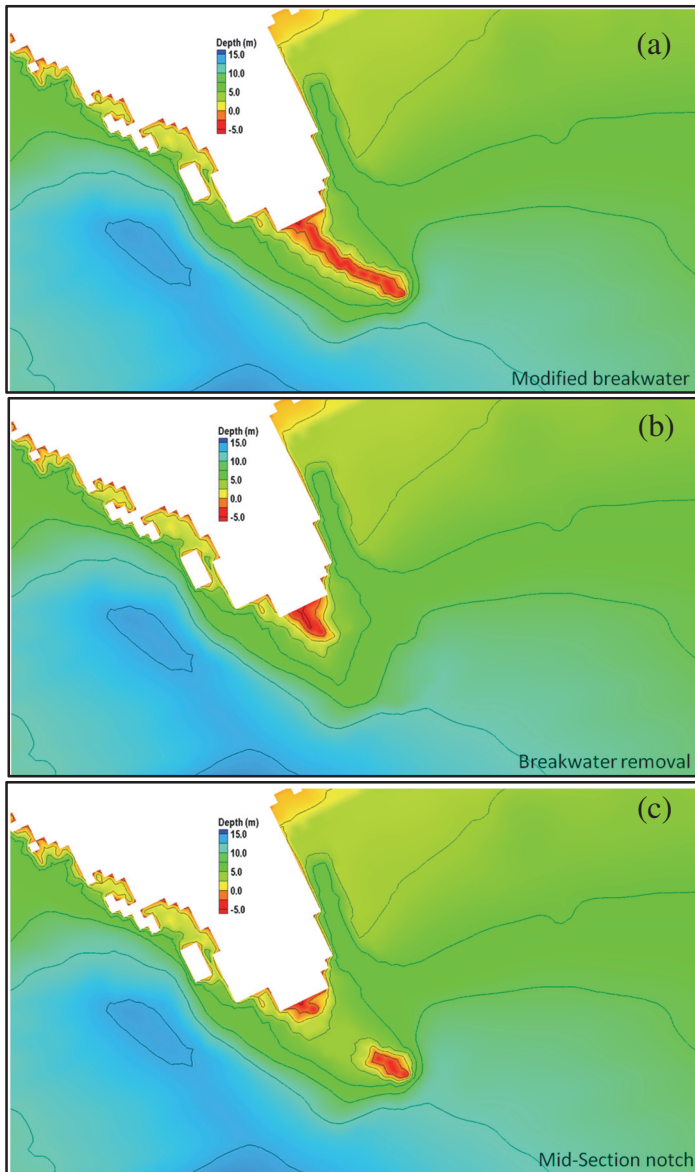 (a)
Depth (m)
15.0
10.0
5.0
0.0
-5.0
Modified breakwater
(b)
Depth (m)
15.0
10.0
5.0
0.0
-5.0
Breakwater removal
(c)
Depth (m)
15.0
10.0
5.0
0.0
-5.0
Mid-Section notch